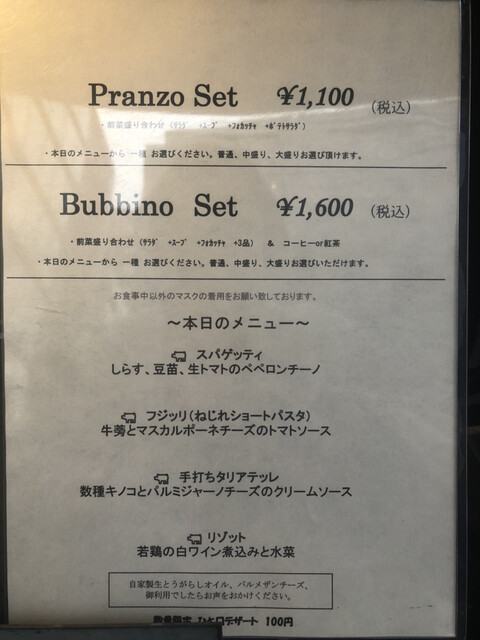 Pranzo Set ¥1,100 (税込)
・前菜盛り合わせ (ｻﾗﾀﾞ +ｽｰﾌﾟ +ﾌｫｶｯﾁｬ +ﾎﾟﾃﾄｻﾗﾀﾞ)
・本日のメニューから 一種 お選びください。普通、中盛り、大盛りお選び頂けます。
Bubbino Set ¥1,600 (税込)
・前菜盛り合わせ (ｻﾗﾀﾞ +ｽｰﾌﾟ +ﾌｫｶｯﾁｬ +3品) & コーヒーor紅茶
・本日のメニューから 一種 お選びください。普通、中盛り、大盛りお選びいただけます。
お食事中以外のマスクの着用をお願い致しております。
～本日のメニュー～
スパゲッティ
しらす、豆苗、生トマトのペペロンチーノ
フジッリ(ねじれショートパスタ)
牛蒡とマスカルポーネチーズのトマトソース
手打ちタリアテッレ
数種キノコとパルミジャーノチーズのクリームソース
リゾット
若鶏の白ワイン煮込みと水菜
自家製生とうがらしオイル、パルメザンチーズ、
御利用でしたらお声をおかけください。
数量限定 ひと口デザート 100円